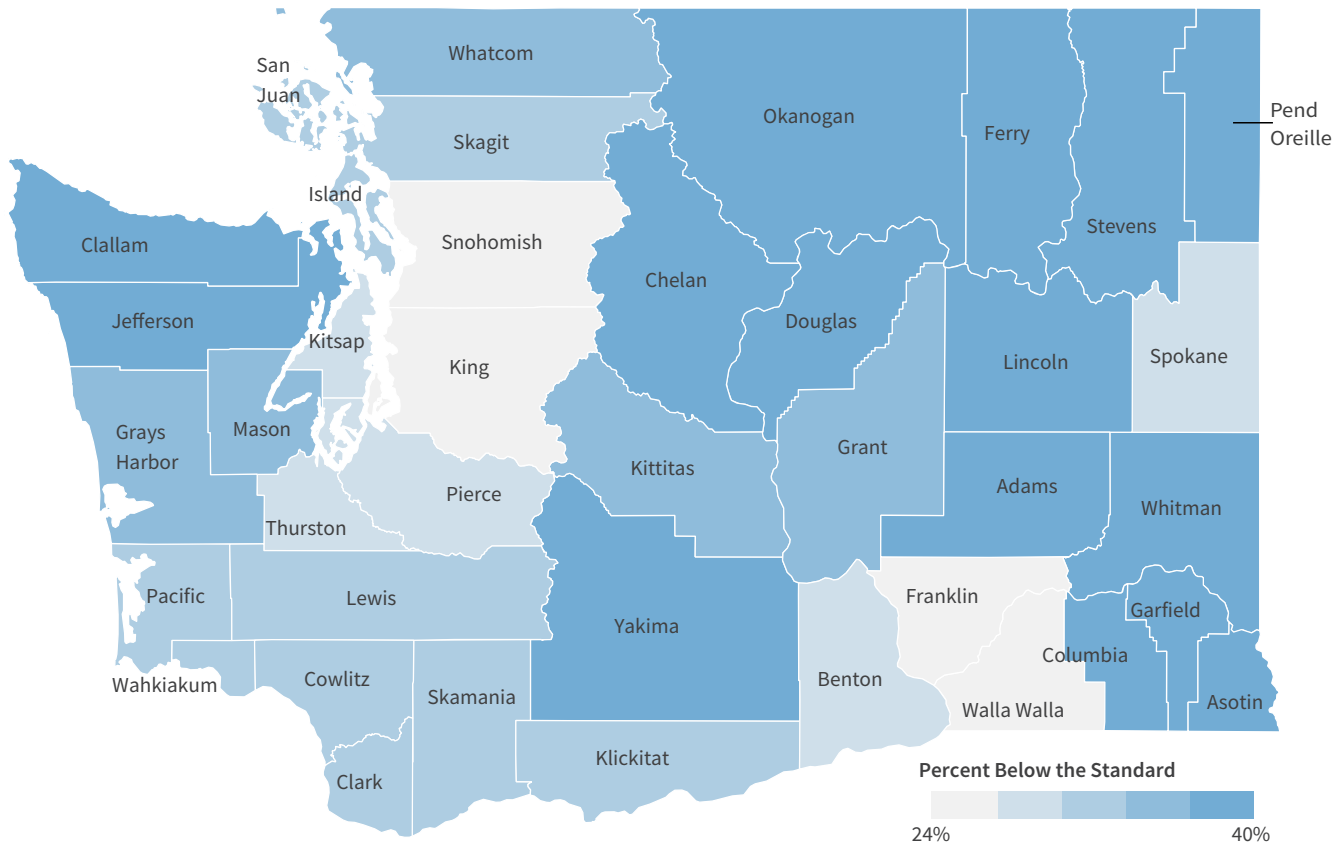 Whatcom
San
Juan
Okanogan
Pend
Oreille
Ferry
Skagit
Island
Stevens
Snohomish
Clallam
Chelan
Jefferson
Douglas
Kitsap
Spokane
Lincoln
King
Mason
Grays
Harbor
Grant
Kittitas
Adams
Pierce
Whitman
Thurston
Pacific
Lewis
Franklin
Garfield
Yakima
Columbia
Wahkiakum
Cowlitz
Benton
Skamania
Asotin
Walla Walla
Klickitat
Clark
Percent Below the Standard
24%
40%